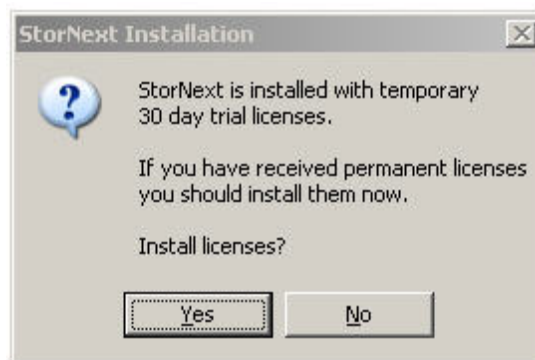 StorNext Installation
StorNext is installed with temporary
30 day trial licenses.
If you have received permanent licenses
you should install them now.
Install licenses?
Yes
No